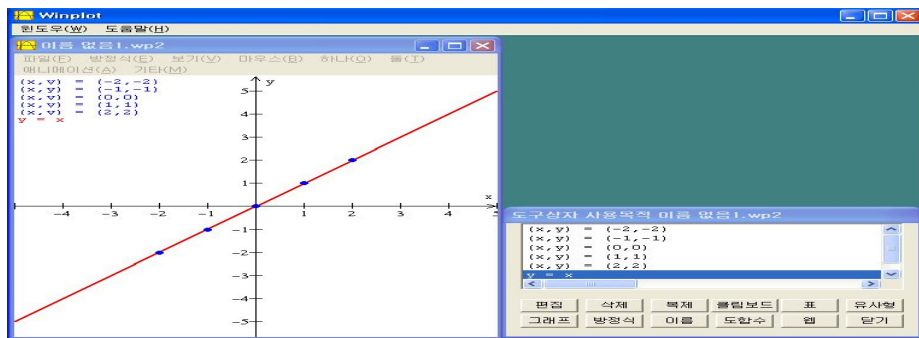 Winplot
윈도우(W) 도움말(H)
이름 없음1.wp2
파일(F) 방정식(E) 보기(V) 마우스(B) 하나(O) 툴(T)
애니메이션(A) 기타(M)
(x,y) = (-2,-2)
(x,y) = (-1,-1)
(x,y) = (0,0)
(x,y) = (1,1)
(x,y) = (2,2)
y = x
y
5
4
3
2
1
x
-4 -3 -2 -1 1 2 3 4 5
-1
-2
-3
-4
-5
도구상자 사용목적 이름 없음1.wp2
(x,y) = (-2,-2)
(x,y) = (-1,-1)
(x,y) = (0,0)
(x,y) = (1,1)
(x,y) = (2,2)
y = x
편집 삭제 복제 클립보드 표 유사형
그래프 방정식 이름 도함수 웹 닫기